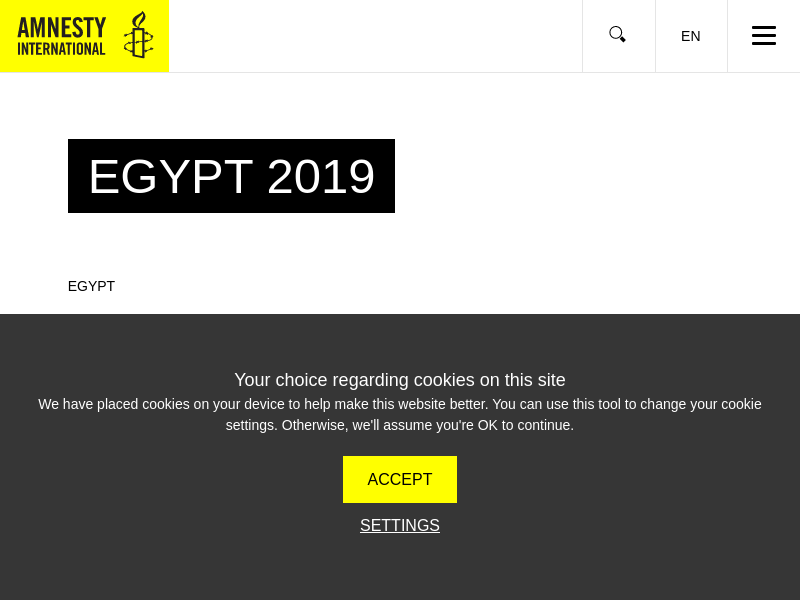 AMNESTY
INTERNATIONAL
EN
EGYPT 2019
EGYPT
Your choice regarding cookies on this site
We have placed cookies on your device to help make this website better. You can use this tool to change your cookie
settings. Otherwise, we'll assume you're OK to continue.
ACCEPT
SETTINGS